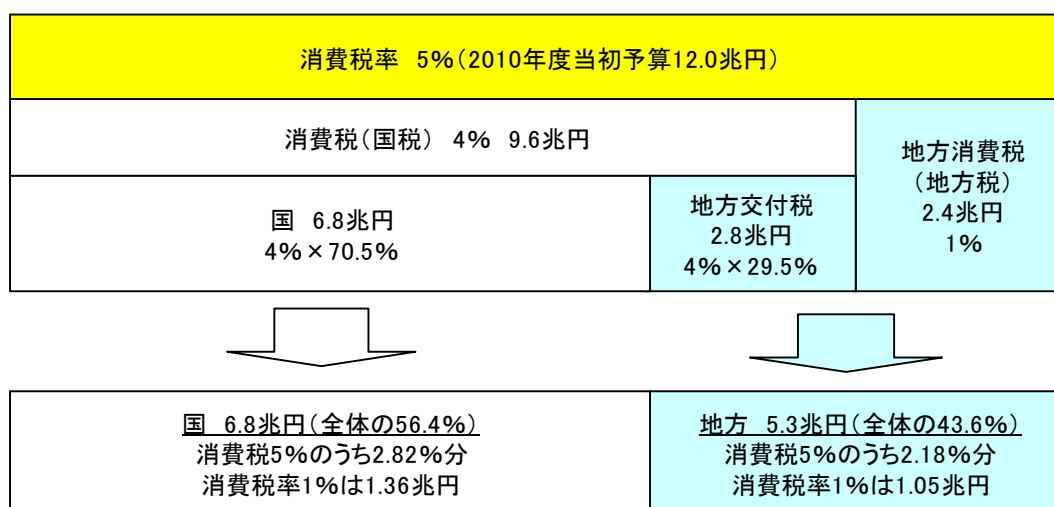 消費税率 5%(2010年度当初予算12.0兆円)
消費税(国税) 4% 9.6兆円
地方消費税
(地方税)
2.4兆円
1%
国 6.8兆円
4%×70.5%
地方交付税
2.8兆円
4%×29.5%
国 6.8兆円(全体の56.4%)
消費税5%のうち2.82%分
消費税率1%は1.36兆円
地方 5.3兆円(全体の43.6%)
消費税5%のうち2.18%分
消費税率1%は1.05兆円